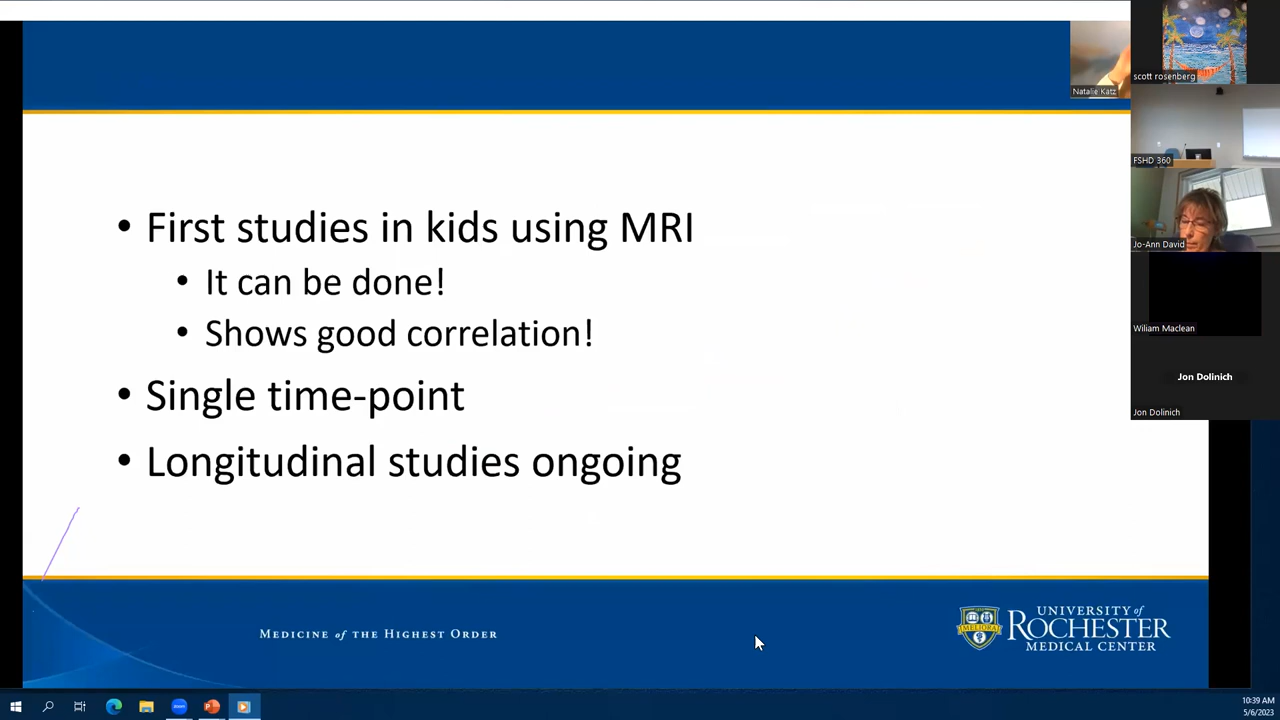 • First studies in kids using MRI
• It can be done!
• Shows good correlation!
• Single time-point
• Longitudinal studies ongoing
MEDICINE of THE HIGHEST ORDER
UNIVERSITY of
ROCHESTER
MEDICAL CENTER
MELIORA
Natalie Katz
scott rosenberg
FSHD 360
Jo-Ann David
Wiliam Maclean
Jon Dolinich
Jon Dolinich
zoom
10:39 AM
5/6/2023